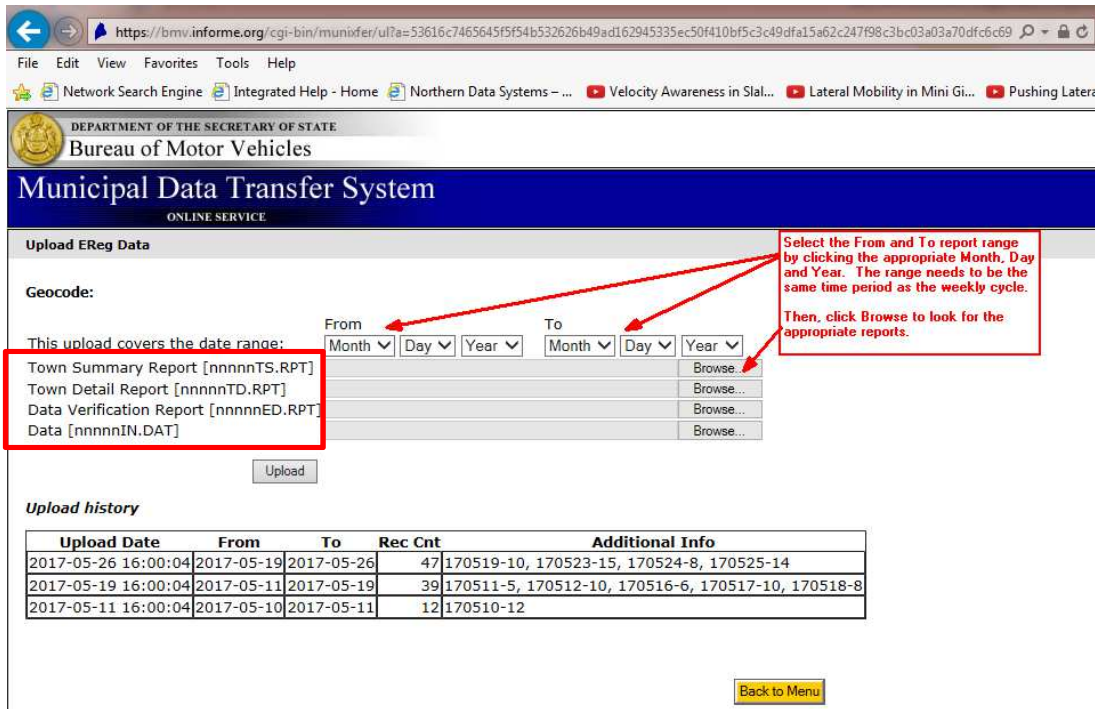 https://bmv.informe.org/cgi-bin/munixfer/ul?a=53616c7465645f5f54b532626b49ad162945335ec50f410bf5c3c49dfa15a62c247f98c3bc03a03a70dfc6c69
File Edit View Favorites Tools Help
Network Search Engine Integrated Help - Home Northern Data Systems – ... Velocity Awareness in Slal... Lateral Mobility in Mini Gi... Pushing Latera
DEPARTMENT OF THE SECRETARY OF STATE
Bureau of Motor Vehicles
Municipal Data Transfer System
ONLINE SERVICE
Upload EReg Data
Select the From and To report range
by clicking the appropriate Month, Day
and Year. The range needs to be the
same time period as the weekly cycle.
Then, click Browse to look for the
appropriate reports.
Geocode:
From To
This upload covers the date range: Month Day Year Month Day Year
Town Summary Report [nnnnnTS.RPT] Browse...
Town Detail Report [nnnnnTD.RPT] Browse...
Data Verification Report [nnnnnED.RPT] Browse...
Data [nnnnnIN.DAT] Browse...
Upload
Upload history
Upload Date From To Rec Cnt Additional Info
2017-05-26 16:00:04 2017-05-19 2017-05-26 47 170519-10, 170523-15, 170524-8, 170525-14
2017-05-19 16:00:04 2017-05-11 2017-05-19 39 170511-5, 170512-10, 170516-6, 170517-10, 170518-8
2017-05-11 16:00:04 2017-05-10 2017-05-11 12 170510-12
Back to Menu